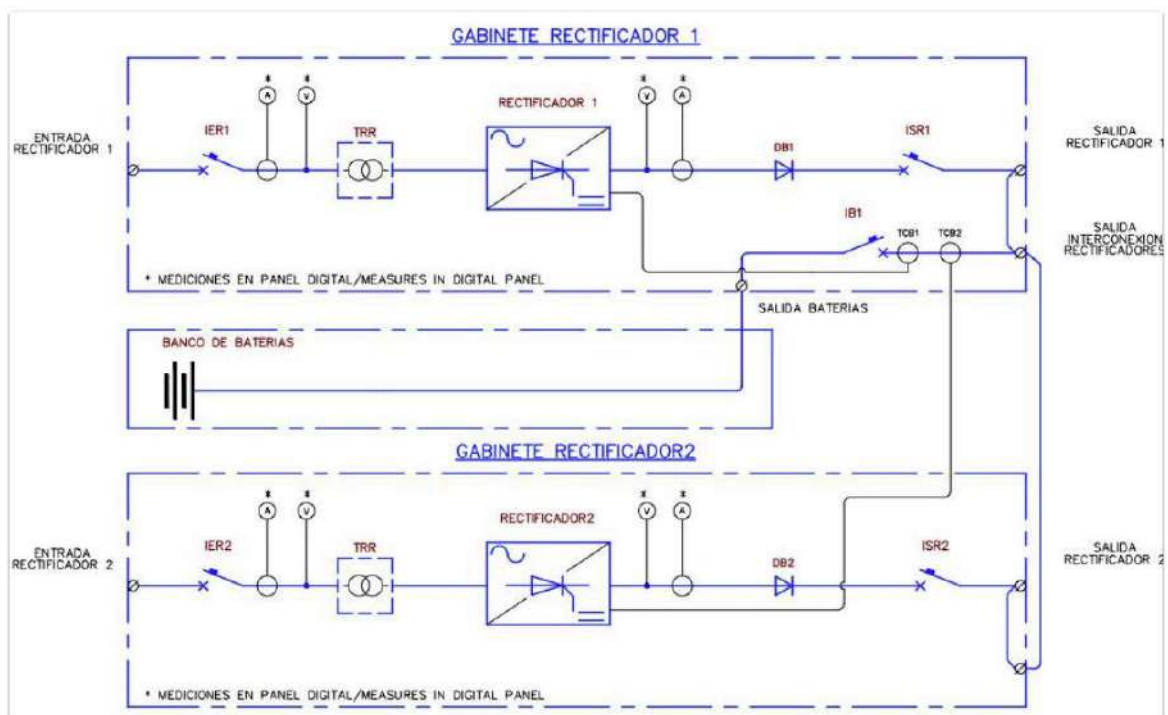 GABINETE RECTIFICADOR 1
* A
* V
* V
* A
IER1
TRR
RECTIFICADOR 1
DB1
ISR1
ENTRADA
RECTIFICADOR 1
SALIDA
RECTIFICADOR 1
IB1
TCB1
TCB2
SALIDA
INTERCONEXION
RECTIFICADORES
* MEDICIONES EN PANEL DIGITAL/MEASURES IN DIGITAL PANEL
SALIDA BATERIAS
BANCO DE BATERIAS
GABINETE RECTIFICADOR2
* A
* V
* V
* A
IER2
TRR
RECTIFICADOR2
DB2
ISR2
ENTRADA
RECTIFICADOR 2
SALIDA
RECTIFICADOR 2
* MEDICIONES EN PANEL DIGITAL/MEASURES IN DIGITAL PANEL